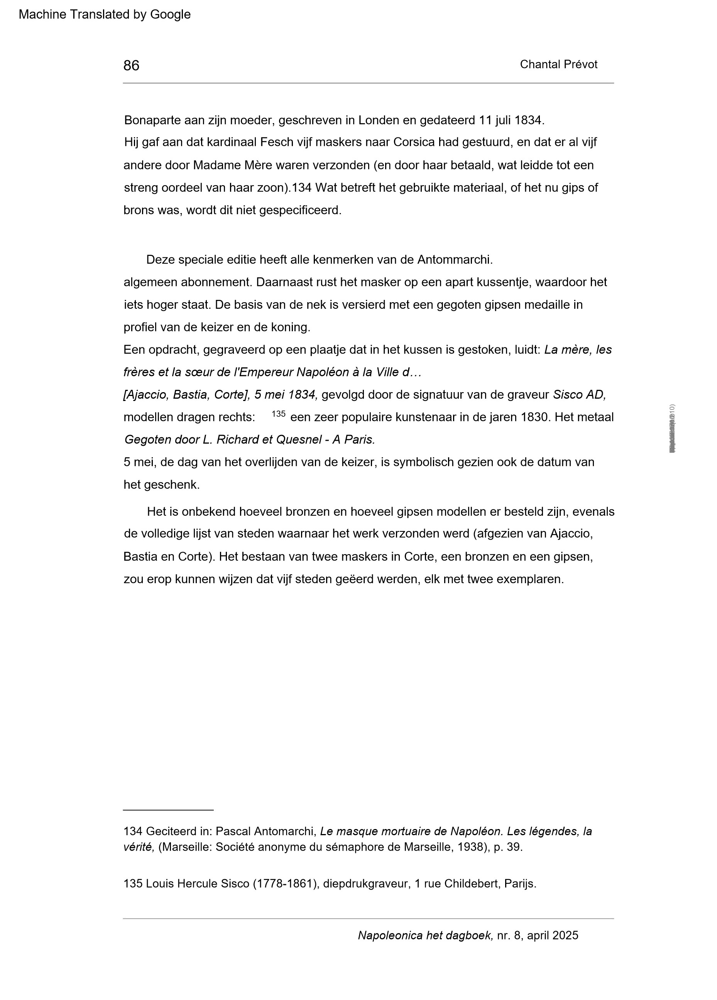 Machine Translated by Google
86
Chantal Prévot
Bonaparte aan zijn moeder, geschreven in Londen en gedateerd 11 juli 1834.
Hij gaf aan dat kardinaal Fesch vijf maskers naar Corsica had gestuurd, en dat er al vijf
andere door Madame Mère waren verzonden (en door haar betaald, wat leidde tot een
streng oordeel van haar zoon).134 Wat betreft het gebruikte materiaal, of het nu gips of
brons was, wordt dit niet gespecificeerd.
Deze speciale editie heeft alle kenmerken van de Antommarchi.
algemeen abonnement. Daarnaast rust het masker op een apart kussentje, waardoor het
iets hoger staat. De basis van de nek is versierd met een gegoten gipsen medaille in
profiel van de keizer en de koning.
Een opdracht, gegraveerd op een plaatje dat in het kussen is gestoken, luidt: La mère, les
frères et la sœur de l'Empereur Napoléon à la Ville d…
[Ajaccio, Bastia, Corte], 5 mei 1834, gevolgd door de signatuur van de graveur Sisco AD,
modellen dragen rechts: 135 een zeer populaire kunstenaar in de jaren 1830. Het metaal
Gegoten door L. Richard et Quesnel - A Paris.
5 mei, de dag van het overlijden van de keizer, is symbolisch gezien ook de datum van
het geschenk.
Het is onbekend hoeveel bronzen en hoeveel gipsen modellen er besteld zijn, evenals
de volledige lijst van steden waarnaar het werk verzonden werd (afgezien van Ajaccio,
Bastia en Corte). Het bestaan van twee maskers in Corte, een bronzen en een gipsen,
zou erop kunnen wijzen dat vijf steden geëerd werden, elk met twee exemplaren.
134 Geciteerd in: Pascal Antomarchi, Le masque mortuaire de Napoléon. Les légendes, la
vérité, (Marseille: Société anonyme du sémaphore de Marseille, 1938), p. 39.
135 Louis Hercule Sisco (1778-1861), diepdrukgraveur, 1 rue Childebert, Parijs.
Napoleonica het dagboek, nr. 8, april 2025